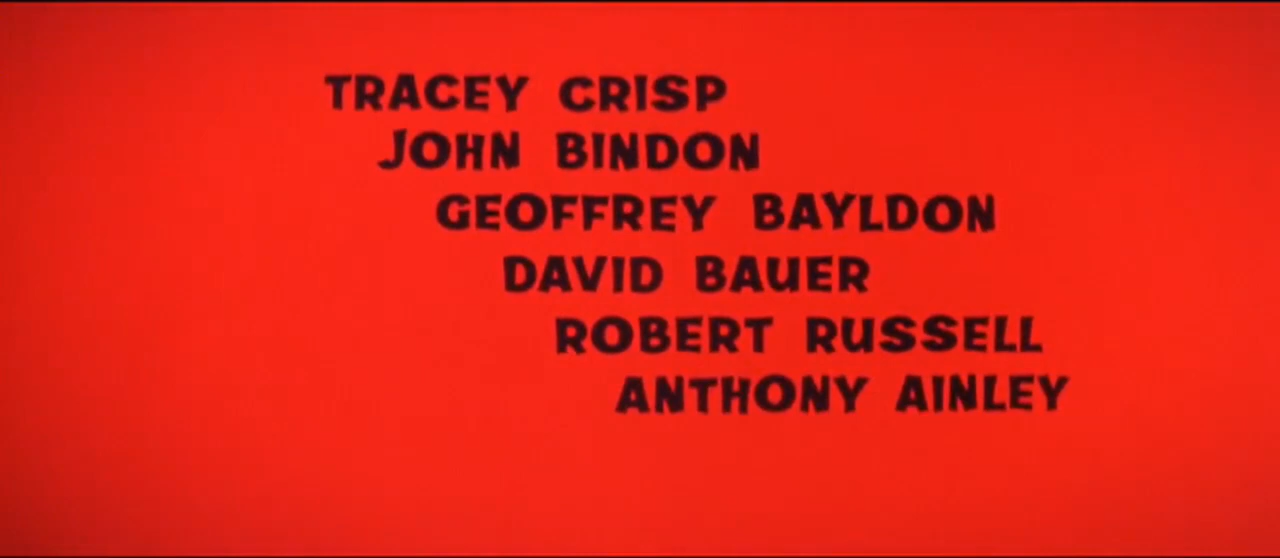 TRACEY CRISP
JOHN BINDON
GEOFFREY BAYLDON
DAVID BAUER
ROBERT RUSSELL
ANTHONY AINLEY